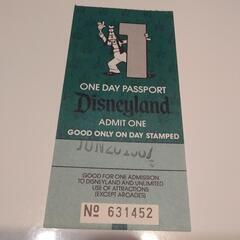 1
ONE DAY PASSPORT
Disneyland
ADMIT ONE
GOOD ONLY ON DAY STAMPED
GOOD FOR ONE ADMISSION
TO DISNEYLAND AND UNLIMITED
USE OF ATTRACTIONS
(EXCEPT ARCADES)
Nº 631452